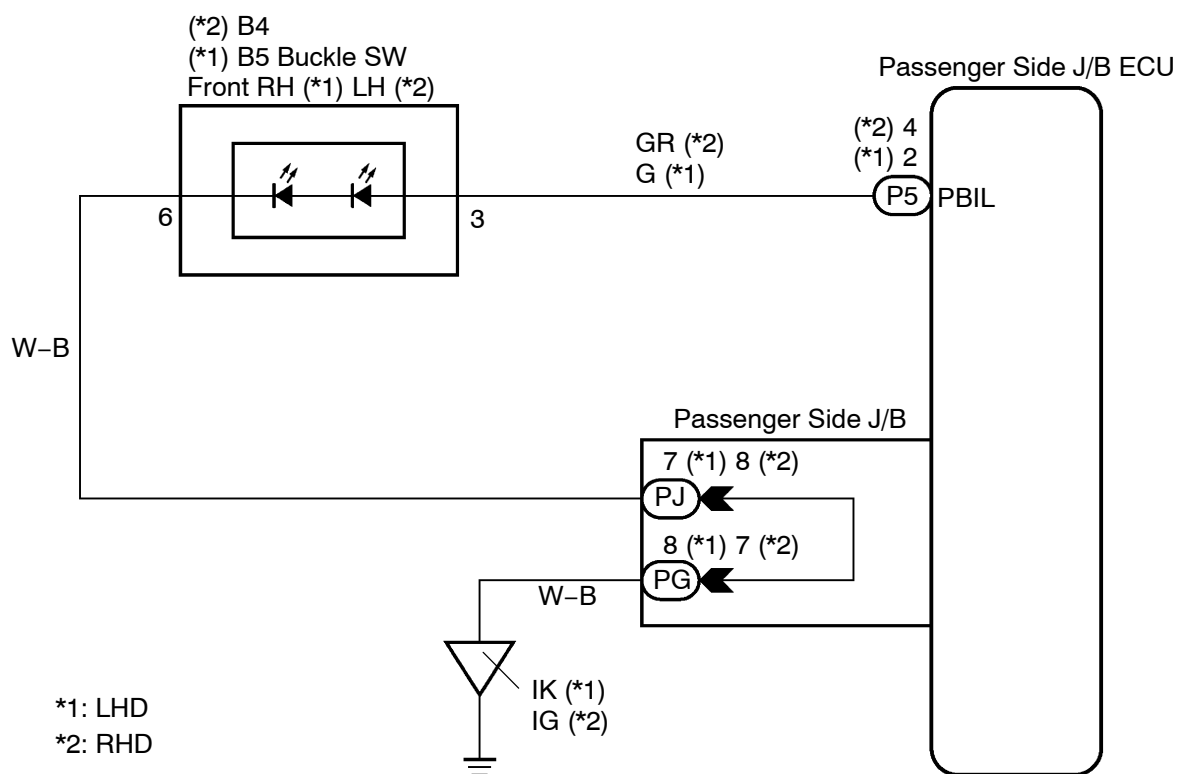 (*2) B4
(*1) B5 Buckle SW
Front RH (*1) LH (*2)
Passenger Side J/B ECU
GR (*2)
G (*1)
(*2) 4
(*1) 2
P5
PBIL
6
3
W–B
Passenger Side J/B
7 (*1) 8 (*2)
PJ
8 (*1) 7 (*2)
PG
W–B
IK (*1)
IG (*2)
*1: LHD
*2: RHD